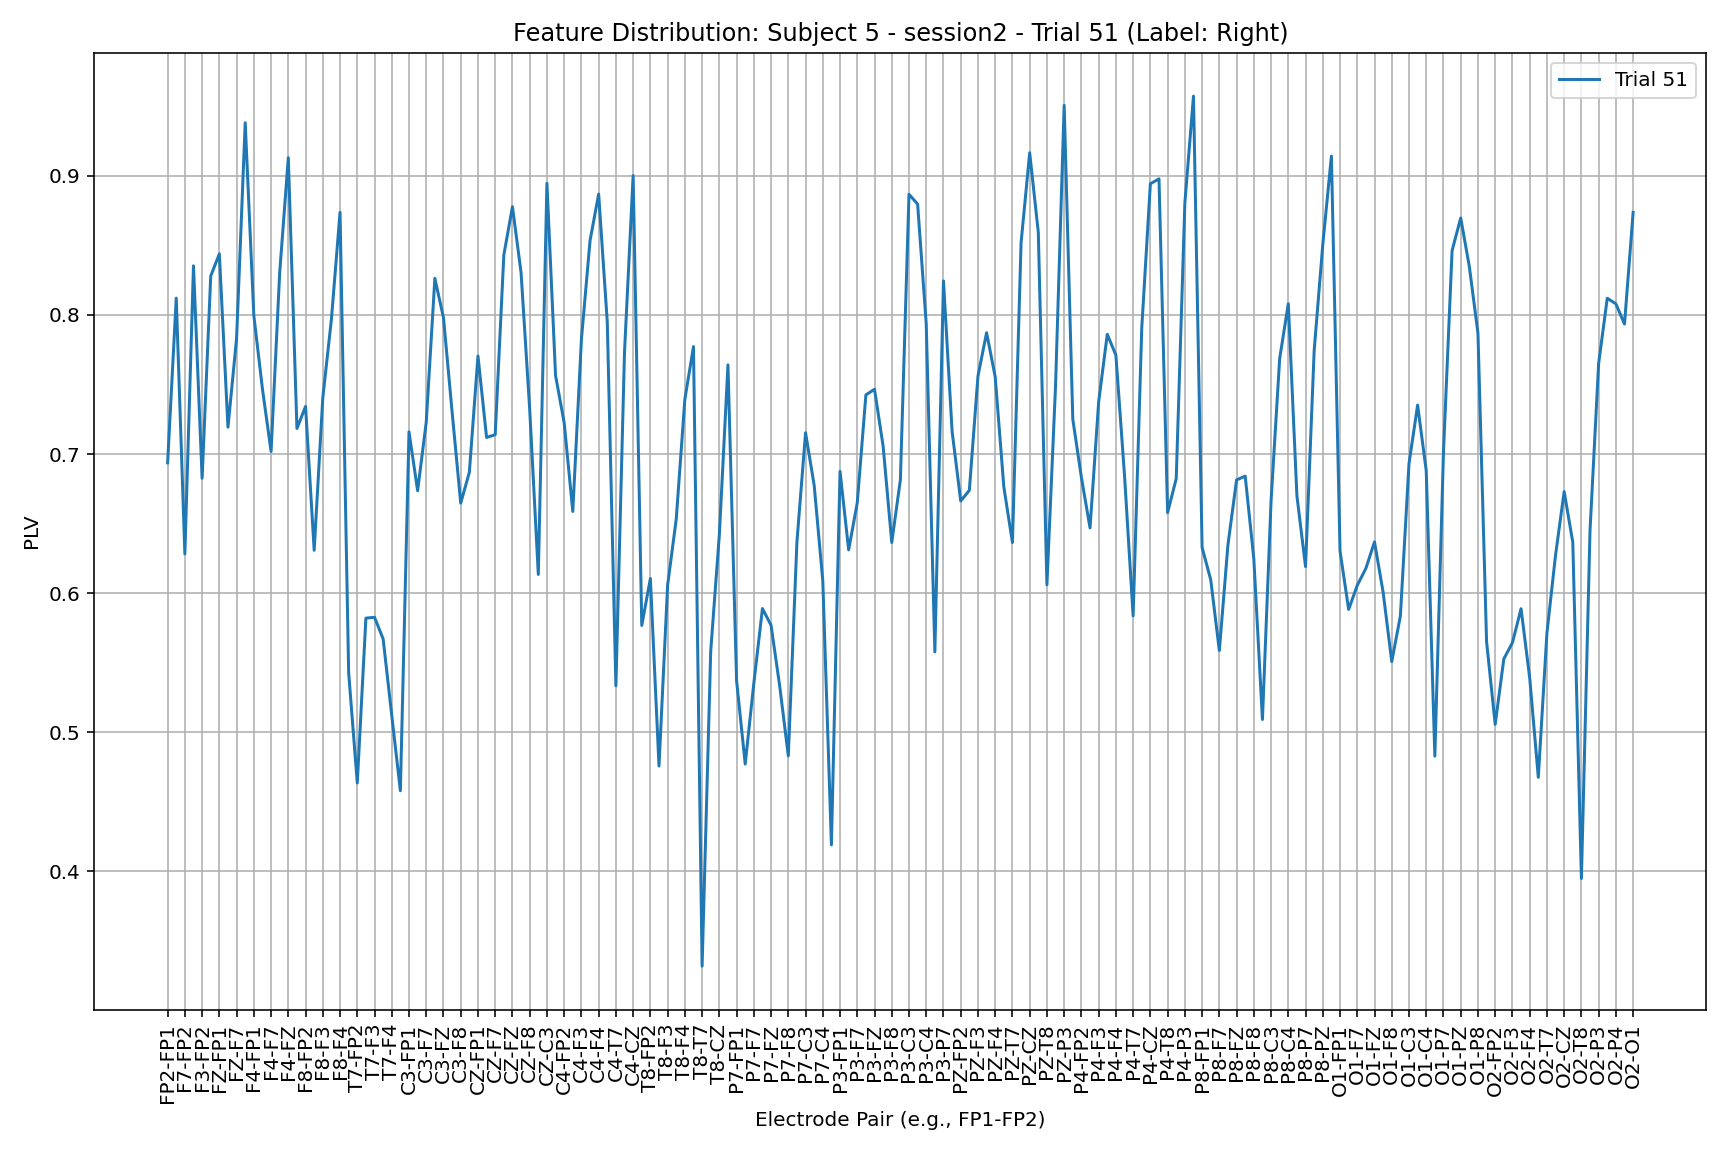 Feature Distribution: Subject 5 - session2 - Trial 51 (Label: Right)
Trial 51
PLV
0.9
0.8
0.7
0.6
0.5
0.4
FP2-FP1
F7-FP2
F3-FP2
FZ-FP1
FZ-F7
F4-FP1
F4-F7
F4-FZ
F8-FP2
F8-F3
F8-F4
T7-FP2
T7-F3
T7-F4
C3-FP1
C3-F7
C3-FZ
C3-F8
CZ-FP1
CZ-F7
CZ-FZ
CZ-F8
CZ-C3
C4-FP2
C4-F3
C4-F4
C4-T7
C4-CZ
T8-FP2
T8-F3
T8-F4
T8-T7
T8-CZ
P7-FP1
P7-F7
P7-FZ
P7-F8
P7-C3
P7-C4
P3-FP1
P3-F7
P3-FZ
P3-F8
P3-C3
P3-C4
P3-P7
PZ-FP2
PZ-F3
PZ-F4
PZ-T7
PZ-CZ
PZ-T8
PZ-P3
P4-FP2
P4-F3
P4-F4
P4-T7
P4-CZ
P4-T8
P4-P3
P8-FP1
P8-F7
P8-FZ
P8-F8
P8-C3
P8-C4
P8-P7
P8-PZ
O1-FP1
O1-F7
O1-FZ
O1-F8
O1-C3
O1-C4
O1-P7
O1-PZ
O1-P8
O2-FP2
O2-F3
O2-F4
O2-T7
O2-CZ
O2-T8
O2-P3
O2-P4
O2-O1
Electrode Pair (e.g., FP1-FP2)